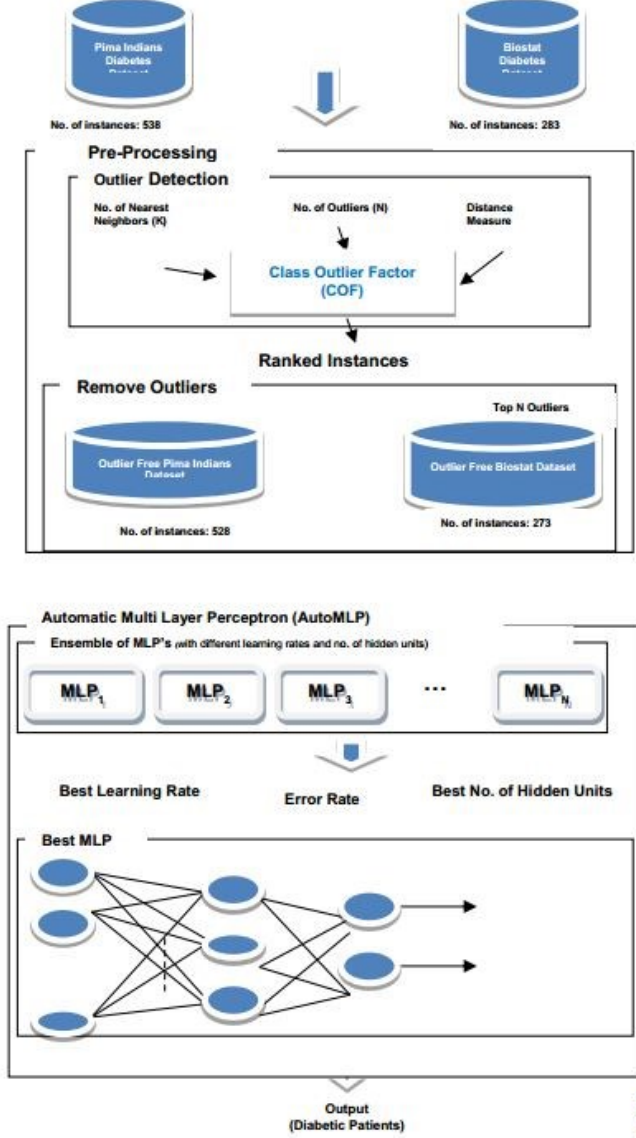 Pima Indians
Diabetes
Dataset
Biostat
Diabetes
Dataset
No. of instances: 538
No. of instances: 283
Pre-Processing
Outlier Detection
No. of Nearest
Neighbors (K)
No. of Outliers (N)
Distance
Measure
Class Outlier Factor
(COF)
Ranked Instances
Remove Outliers
Top N Outliers
Outlier Free Pima Indians
Dataset
Outlier Free Biostat Dataset
No. of instances: 528
No. of instances: 273
Automatic Multi Layer Perceptron (AutoMLP)
Ensemble of MLP's (with different learning rates and no. of hidden units)
MLP1
MLP2
MLP3
...
MLPN
Best Learning Rate
Error Rate
Best No. of Hidden Units
Best MLP
Output
(Diabetic Patients)